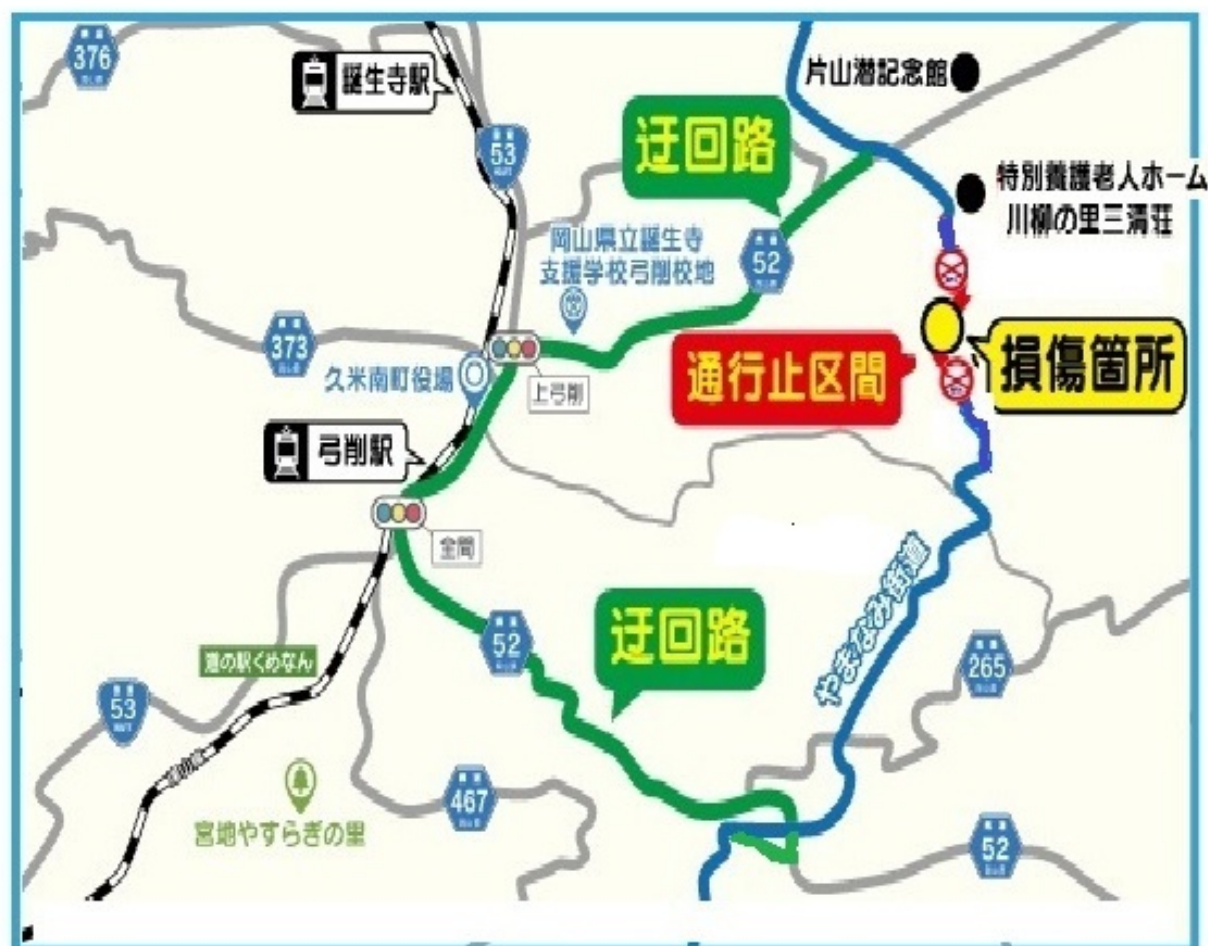 376
誕生寺駅
片山潜記念館
迂回路
53
特別養護老人ホーム
川柳の里三清荘
岡山県立誕生寺
支援学校弓削校地
52
373
久米南町役場
上弓削
通行止区間
損傷箇所
弓削駅
全間
やまなみ街道
迂回路
52
265
道の駅くめなん
53
宮地やすらぎの里
467
52